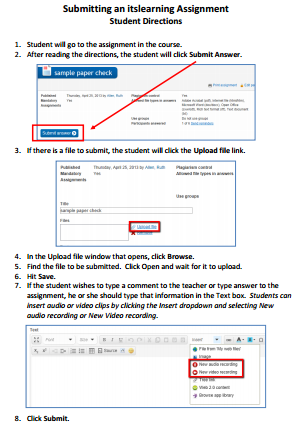 Submitting an itslearning Assignment
Student Directions
1. Student will go to the assignment in the course.
2. After reading the directions, the student will click Submit Answer.
sample paper check
Published Thursday, April 25, 2013 by Allen, Ruth
Mandatory Yes
Assignments
Plagiarism control Yes
Allowed file types in answers
Use groups Do not use groups
Participants answered
Submit answer
3. If there is a file to submit, the student will click the Upload file link.
Published Thursday, April 25, 2013 by Allen, Ruth
Mandatory Yes
Assignments
Plagiarism control
Allowed file types in answers
Use groups
Title
sample paper check
Files
Upload file
4. In the Upload file window that opens, click Browse.
5. Find the file to be submitted. Click Open and wait for it to upload.
6. Hit Save.
7. If the student wishes to type a comment to the teacher or type answer to the
assignment, he or she should type that information in the Text box. Students can
insert audio or video clips by clicking the Insert dropdown and selecting New
audio recording or New Video recording.
Text
Font Size B I U Insert
File from 'My web files'
Image
New audio recording
New video recording
Web 2.0 content
Browse app library
Source
8. Click Submit.